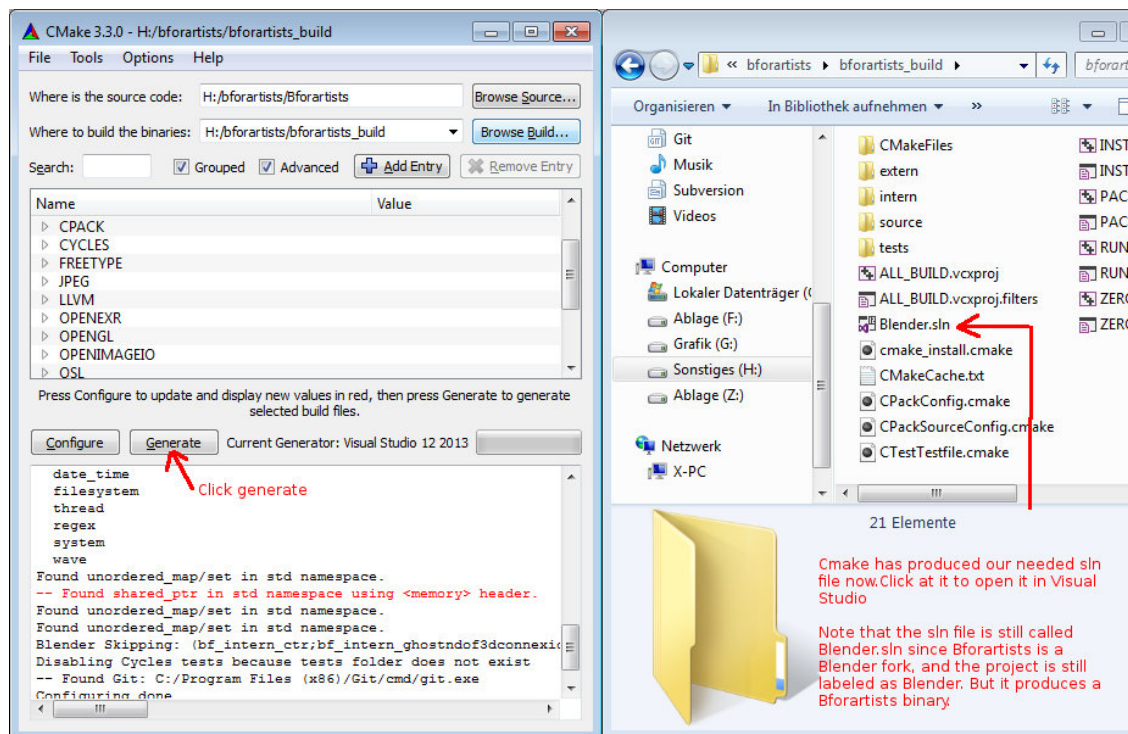 CMake 3.3.0 - H:/bforartists/bforartists_build
File Tools Options Help
Where is the source code: H:/bforartists/Bforartists Browse Source...
Where to build the binaries: H:/bforartists/bforartists_build Browse Build...
Search: Grouped Advanced Add Entry Remove Entry
Name Value
CPACK
CYCLES
FREETYPE
JPEG
LLVM
OPENEXR
OPENGL
OPENIMAGEIO
OSL
Press Configure to update and display new values in red, then press Generate to generate
selected build files.
Configure Generate Current Generator: Visual Studio 12 2013
Click generate
date_time
filesystem
thread
regex
system
wave
Found unordered_map/set in std namespace.
-- Found shared_ptr in std namespace using <memory> header.
Found unordered_map/set in std namespace.
Found unordered_map/set in std namespace.
Blender Skipping: (bf_intern_ctr;bf_intern_ghostndof3dconnexic
Disabling Cycles tests because tests folder does not exist
-- Found Git: C:/Program Files (x86)/Git/cmd/git.exe
Configuring done
« bforartists bforartists_build bforart
Organisieren In Bibliothek aufnehmen »
Git
Musik
Subversion
Videos
Computer
Lokaler Datenträger (
Ablage (F:)
Grafik (G:)
Sonstiges (H:)
Ablage (Z:)
Netzwerk
X-PC
CMakeFiles
extern
intern
source
tests
ALL_BUILD.vcxproj
ALL_BUILD.vcxproj.filters
Blender.sln
cmake_install.cmake
CMakeCache.txt
CPackConfig.cmake
CPackSourceConfig.cmake
CTestTestfile.cmake
INST
INST
PAC
PAC
RUN
RUN
ZERO
ZERO
21 Elemente
Cmake has produced our needed sln
file now.Click at it to open it in Visual
Studio
Note that the sln file is still called
Blender.sln since Bforartists is a
Blender fork, and the project is still
labeled as Blender. But it produces a
Bforartists binary.